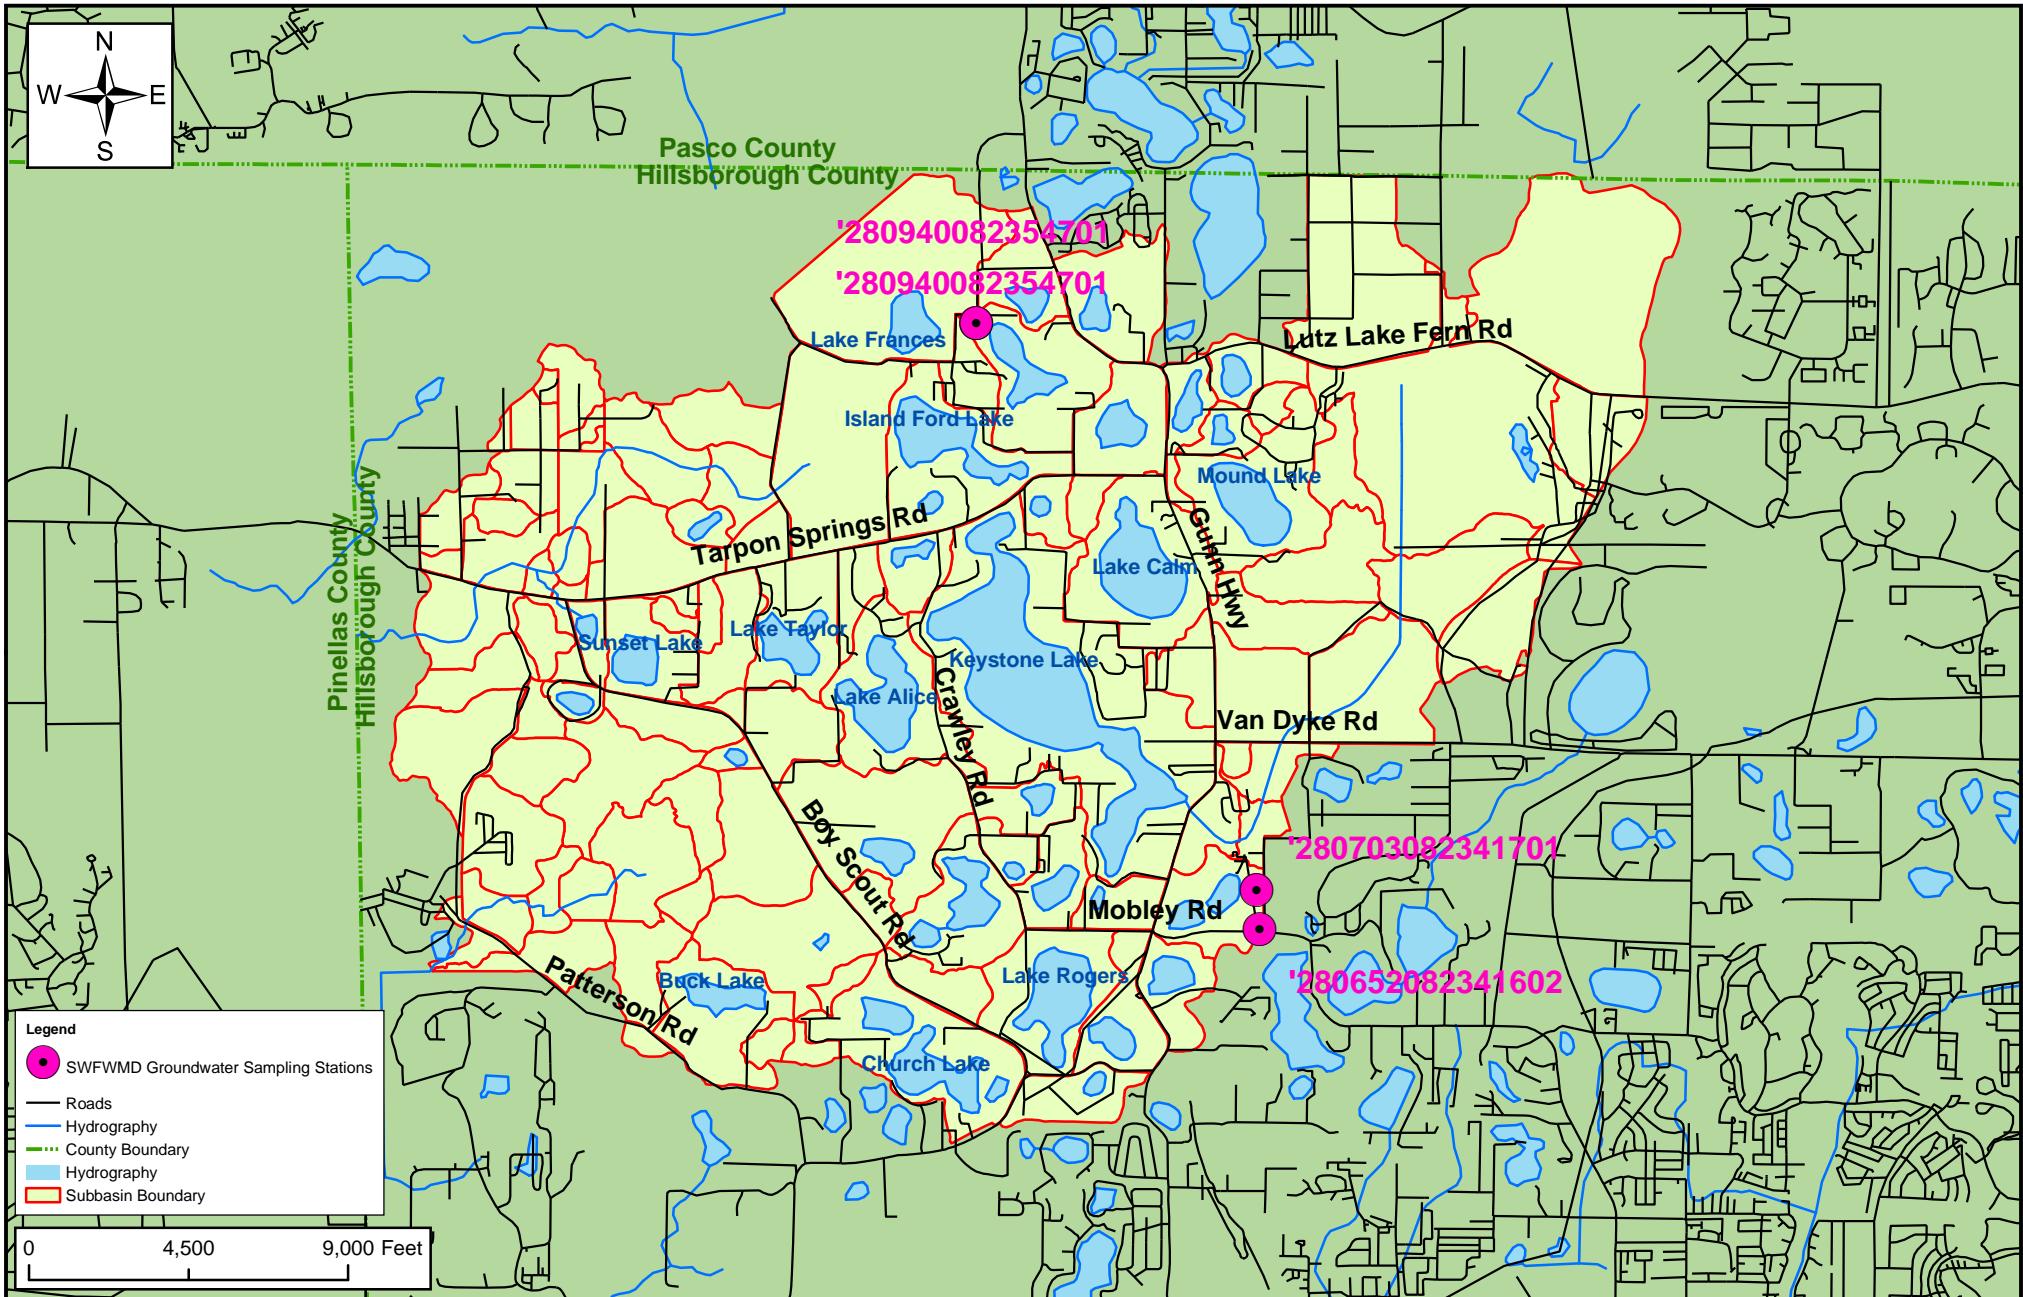 N
W E
S
Pasco County
Hillsborough County
'280940082354701
'280940082354701
Lake Frances
Lutz Lake Fern Rd
Island Ford Lake
Mound Lake
Tarpon Springs Rd
Gunn Hwy
Lake Calm
Pinellas County
Hillsborough County
Sunset Lake
Lake Taylor
Keystone Lake
Lake Alice
Crawley Rd
Van Dyke Rd
Boy Scout Rd
'280703082341701
Mobley Rd
Patterson Rd
Buck Lake
Lake Rogers
'280652082341602
Church Lake
Legend
SWFWMD Groundwater Sampling Stations
Roads
Hydrography
County Boundary
Hydrography
Subbasin Boundary
0 4,500 9,000 Feet